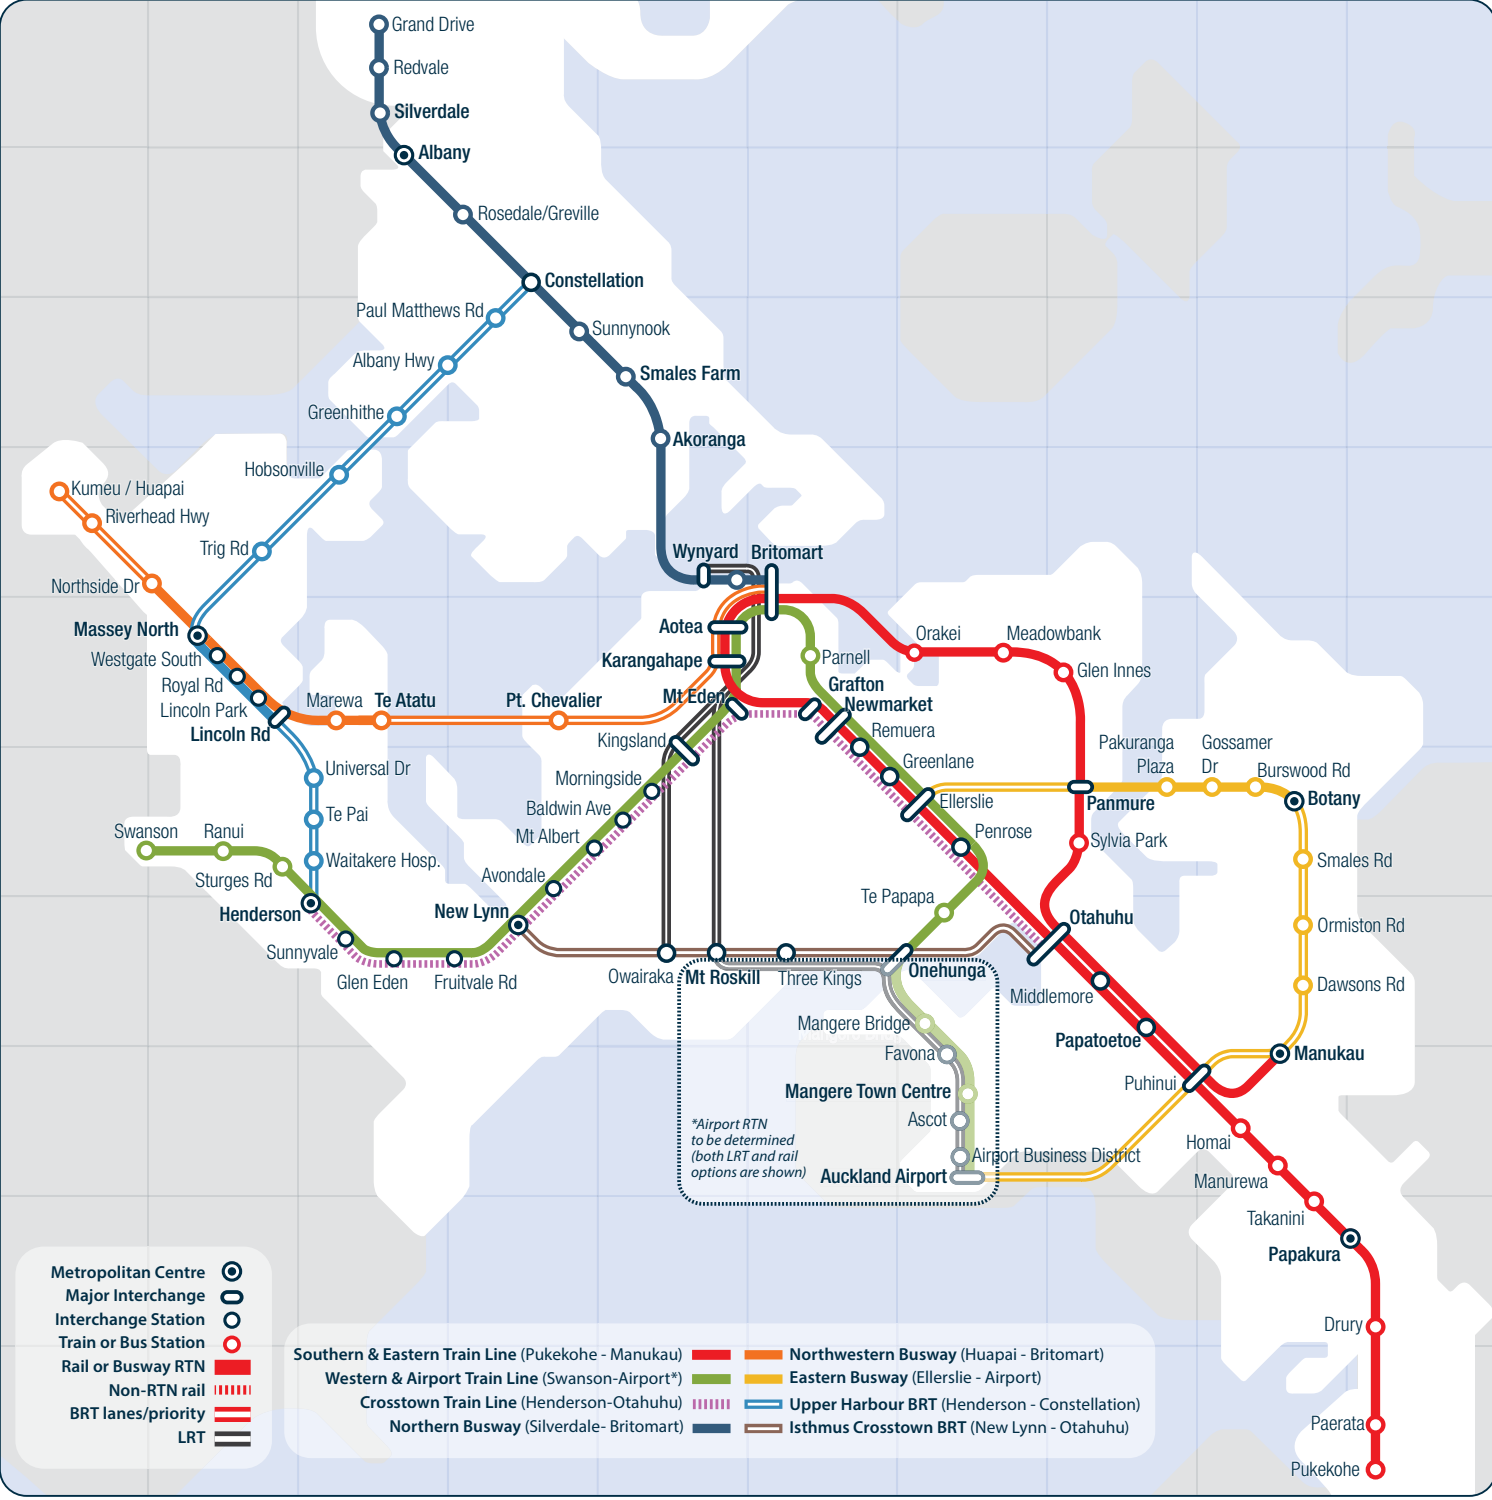 Grand Drive
Redvale
Silverdale
Albany
Rosedale/Greville
Constellation
Paul Matthews Rd
Sunnynook
Albany Hwy
Smales Farm
Greenhithe
Akoranga
Hobsonville
Kumeu / Huapai
Riverhead Hwy
Trig Rd
Wynyard
Britomart
Northside Dr
Massey North
Aotea
Orakei
Meadowbank
Westgate South
Karangahape
Parnell
Glen Innes
Royal Rd
Marewa
Te Atatu
Pt. Chevalier
Mt Eden
Grafton
Newmarket
Lincoln Park
Lincoln Rd
Kingsland
Remuera
Pakuranga
Plaza
Gossamer
Dr
Burswood Rd
Universal Dr
Morningside
Greenlane
Ellerslie
Panmure
Botany
Te Pai
Baldwin Ave
Swanson
Ranui
Mt Albert
Penrose
Sylvia Park
Waitakere Hosp.
Smales Rd
Sturges Rd
Avondale
Te Papapa
Henderson
New Lynn
Otahuhu
Ormiston Rd
Sunnyvale
Glen Eden
Fruitvale Rd
Owairaka
Mt Roskill
Three Kings
Onehunga
Middlemore
Dawsons Rd
Mangere Bridge
Papatoetoe
Favona
Manukau
Mangere Town Centre
Puhinui
Ascot
*Airport RTN
to be determined
(both LRT and rail
options are shown)
Airport Business District
Auckland Airport
Homai
Manurewa
Takanini
Papakura
Drury
Paerata
Pukekohe
Metropolitan Centre
Major Interchange
Interchange Station
Train or Bus Station
Rail or Busway RTN
Non-RTN rail
BRT lanes/priority
LRT
Southern & Eastern Train Line (Pukekohe - Manukau)
Western & Airport Train Line (Swanson-Airport*)
Crosstown Train Line (Henderson-Otahuhu)
Northern Busway (Silverdale- Britomart)
Northwestern Busway (Huapai - Britomart)
Eastern Busway (Ellerslie - Airport)
Upper Harbour BRT (Henderson - Constellation)
Isthmus Crosstown BRT (New Lynn - Otahuhu)